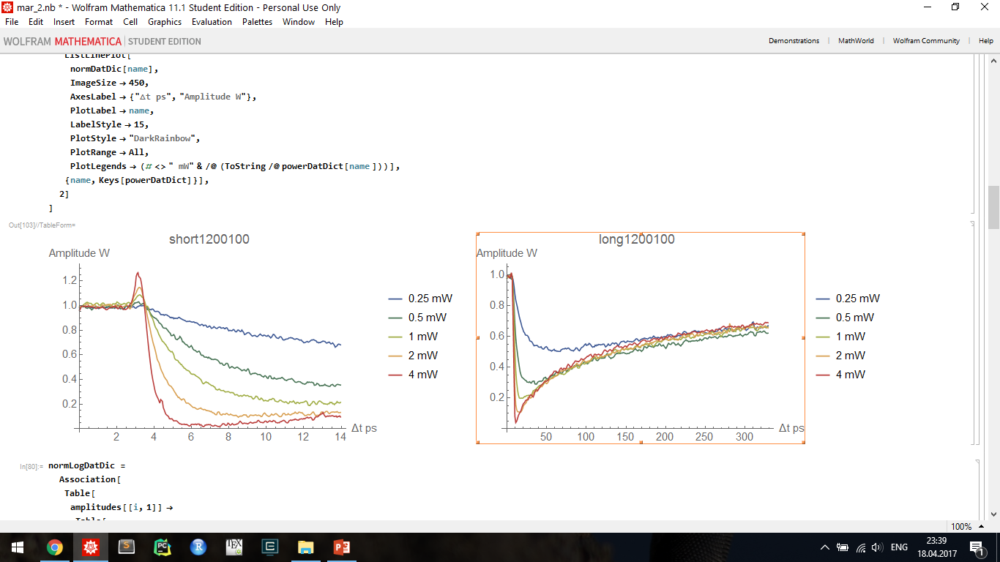 mar_2.nb * - Wolfram Mathematica 11.1 Student Edition - Personal Use Only
File Edit Insert Format Cell Graphics Evaluation Palettes Window Help
WOLFRAM MATHEMATICA | STUDENT EDITION
Demonstrations | MathWorld | Wolfram Community | Help
ListLinePlot[
normDatDic[name],
ImageSize → 450,
AxesLabel → {"Δt ps", "Amplitude W"},
PlotLabel → name,
LabelStyle → 15,
PlotStyle → "DarkRainbow",
PlotRange → All,
PlotLegends → (# <> " mW" & /@ (ToString /@ powerDatDict[name]))],
{name, Keys[powerDatDict]}],
2]
]
Out[103]//TableForm=
short1200100
Amplitude W
1.2
1.0
0.8
0.6
0.4
0.2
2 4 6 8 10 12 14
Δt ps
0.25 mW
0.5 mW
1 mW
2 mW
4 mW
long1200100
Amplitude W
1.0
0.8
0.6
0.4
0.2
50 100 150 200 250 300
Δt ps
0.25 mW
0.5 mW
1 mW
2 mW
4 mW
In[80]:= normLogDatDic =
Association[
Table[
amplitudes[[i, 1]] →
Table[
100%
S
PC
R
TEX
E
P
ENG
23:39
18.04.2017
1